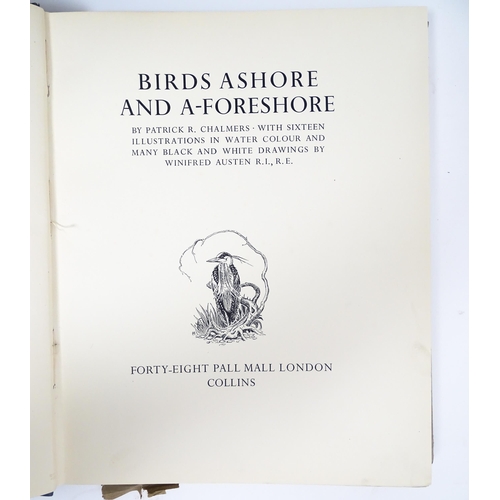 BIRDS ASHORE
AND A-FORESHORE
BY PATRICK R. CHALMERS · WITH SIXTEEN
ILLUSTRATIONS IN WATER COLOUR AND
MANY BLACK AND WHITE DRAWINGS BY
WINIFRED AUSTEN R.I., R.E.
FORTY-EIGHT PALL MALL LONDON
COLLINS